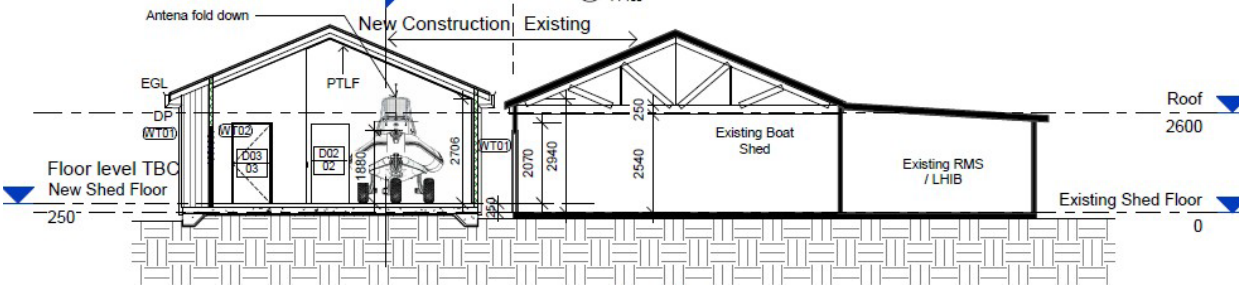 Antena fold down
New Construction
Existing
EGL
PTLF
DP
WT01
WT02
D03
03
D02
02
1880
2706
WT01
250
2070
2940
2540
250
Existing Boat
Shed
Existing RMS
/ LHIB
Roof
2600
Floor level TBC
New Shed Floor
250
Existing Shed Floor
0